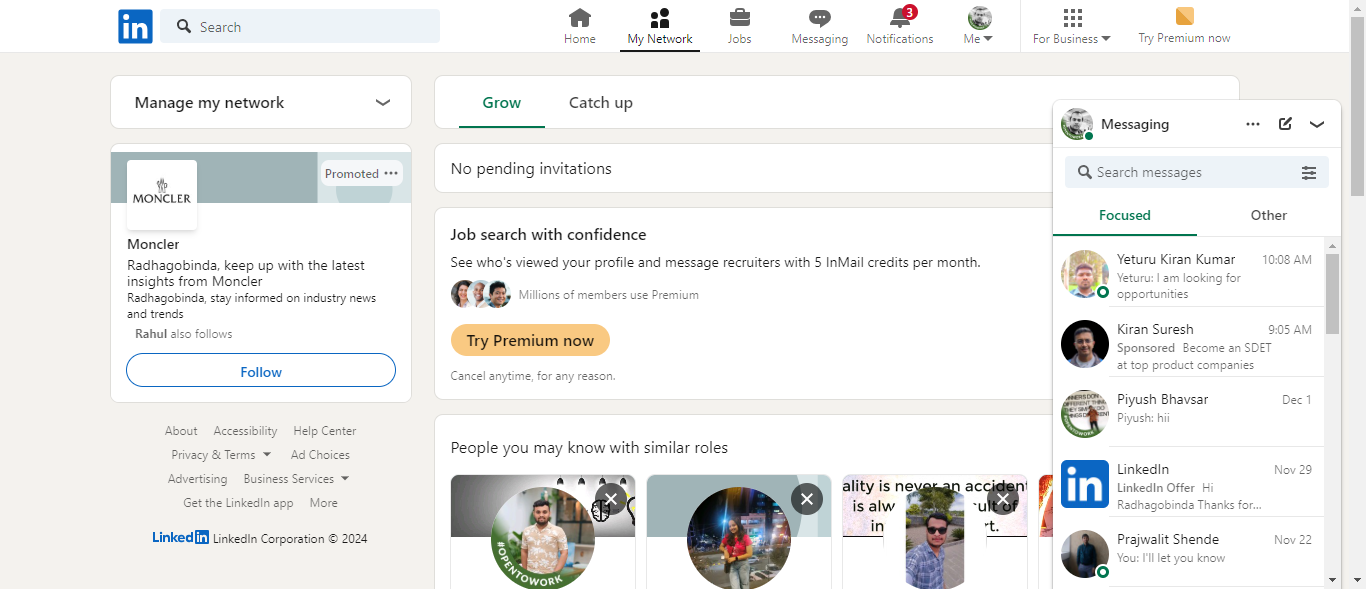 in
Search
Home
My Network
Jobs
Messaging
3
Notifications
Me
For Business
Try Premium now
Manage my network
Promoted
MONCLER
Moncler
Radhagobinda, keep up with the latest
insights from Moncler
Radhagobinda, stay informed on industry news
and trends
Rahul also follows
Follow
About Accessibility Help Center
Privacy & Terms Ad Choices
Advertising Business Services
Get the LinkedIn app More
Linkedin LinkedIn Corporation © 2024
Grow
Catch up
No pending invitations
Job search with confidence
See who's viewed your profile and message recruiters with 5 InMail credits per month.
Millions of members use Premium
Try Premium now
Cancel anytime, for any reason.
People you may know with similar roles
#OPENTOWORK
ality is never an accident
is alw
cult of
in
rt.
Messaging
Search messages
Focused
Other
Yeturu Kiran Kumar 10:08 AM
Yeturu: I am looking for
opportunities
Kiran Suresh 9:05 AM
Sponsored Become an SDET
at top product companies
Piyush Bhavsar Dec 1
Piyush: hii
in
LinkedIn Nov 29
LinkedIn Offer Hi
Radhagobinda Thanks for...
Prajwalit Shende Nov 22
You: I'll let you know